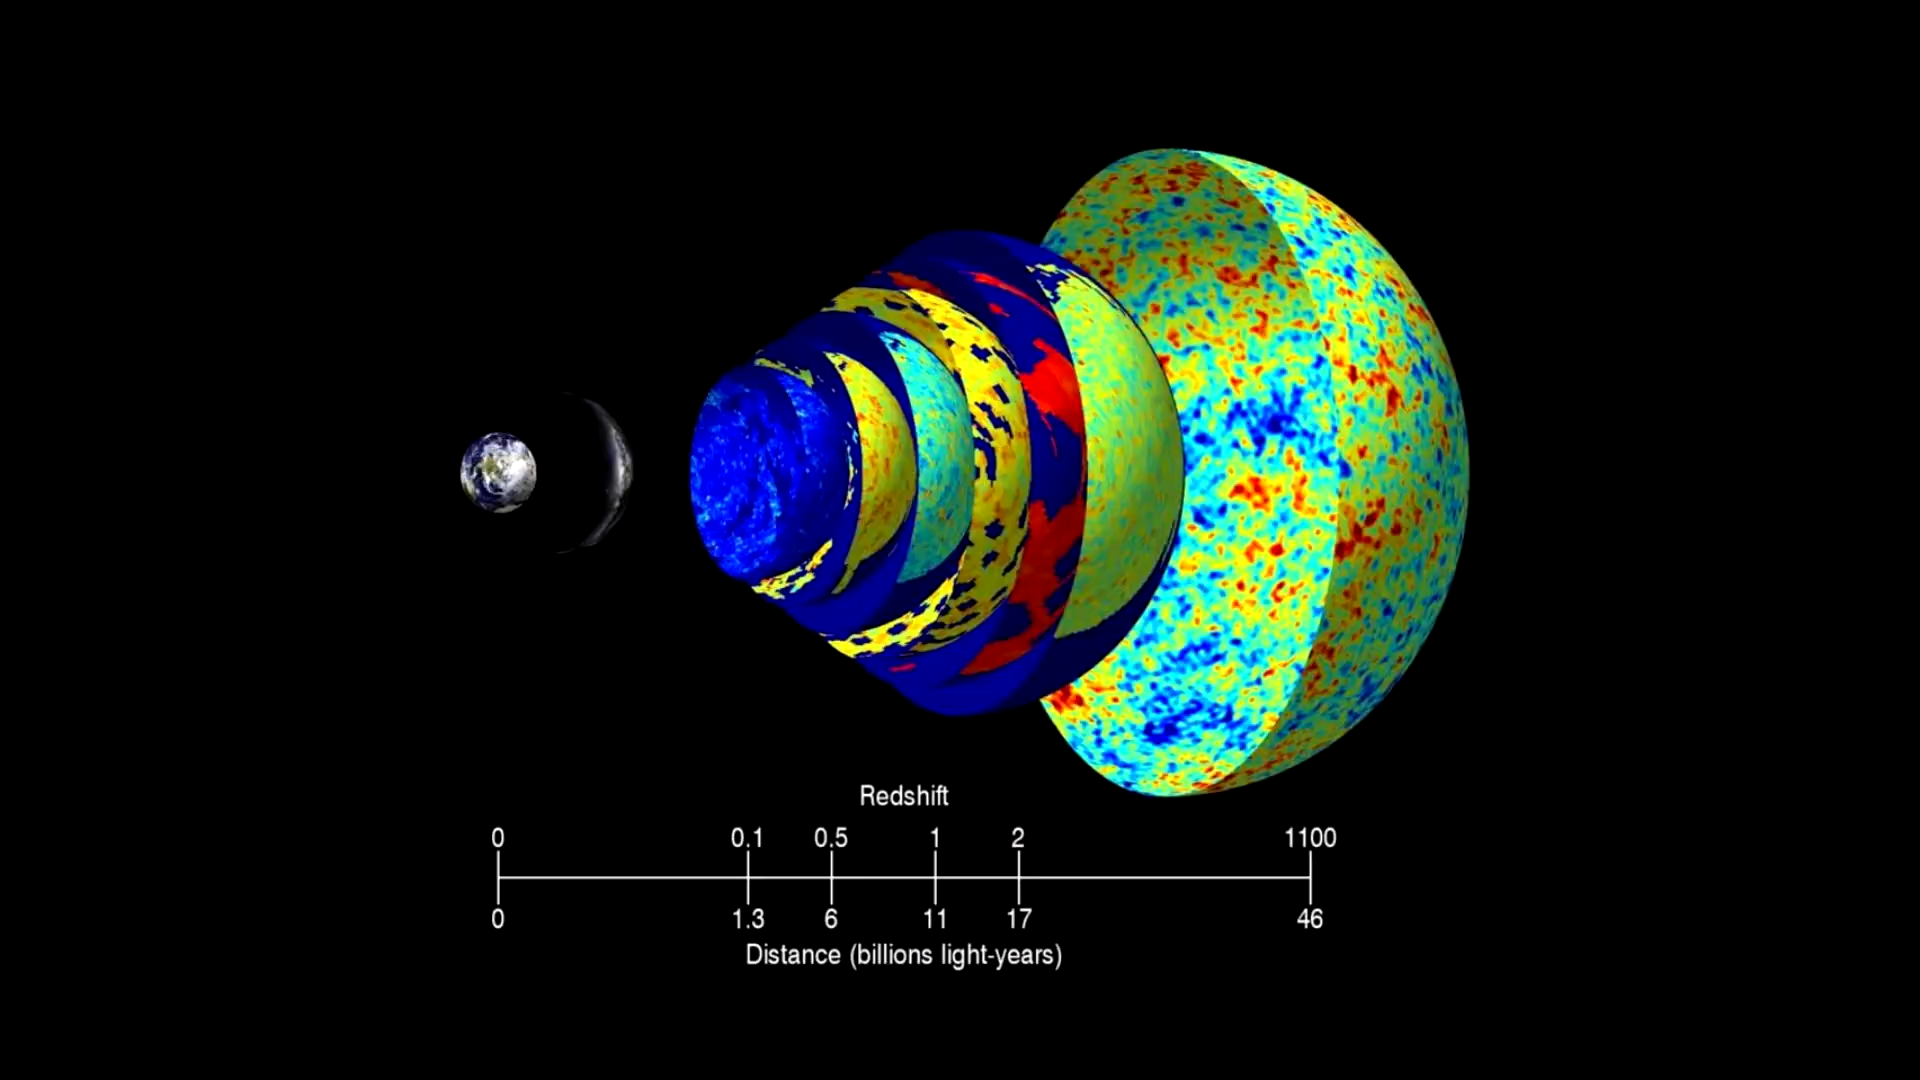 Redshift
0 0.1 0.5 1 2 1100
0 1.3 6 11 17 46
Distance (billions light-years)